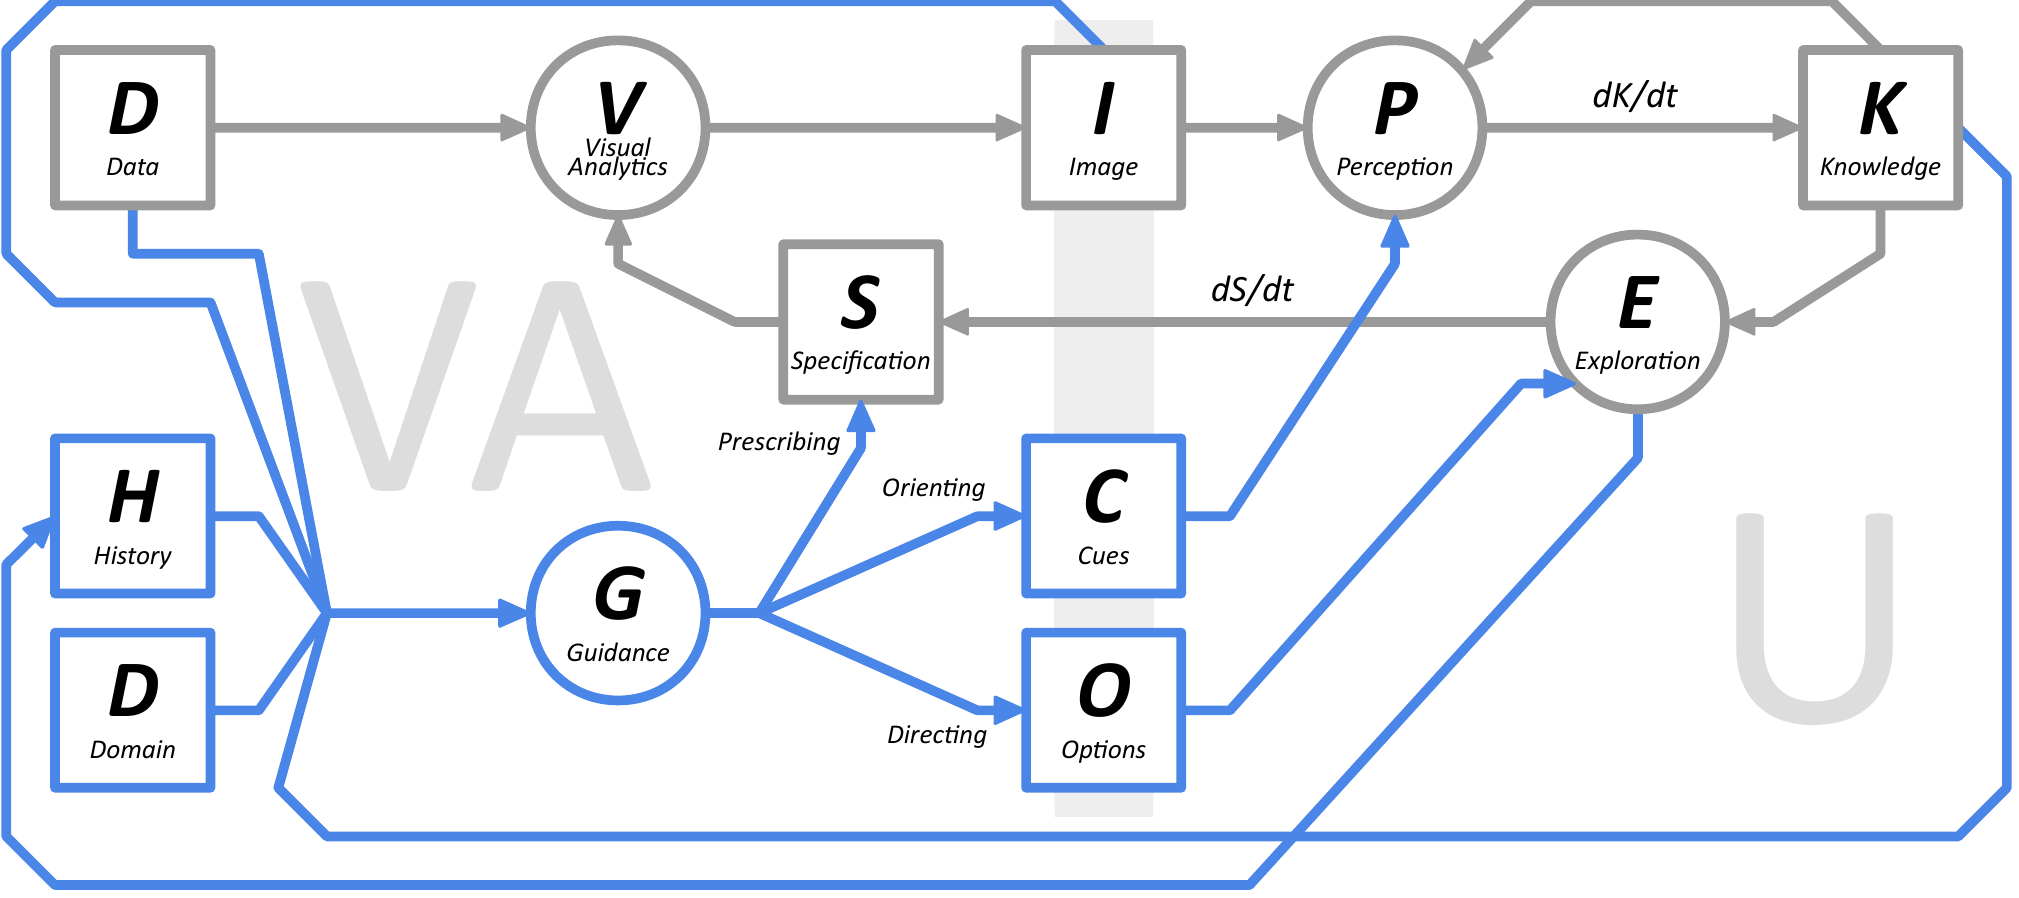 D
Data
V
Visual
Analytics
I
Image
P
Perception
dK/dt
K
Knowledge
S
Specification
dS/dt
E
Exploration
VA
Prescribing
H
History
Orienting
C
Cues
G
Guidance
U
D
Domain
Directing
O
Options